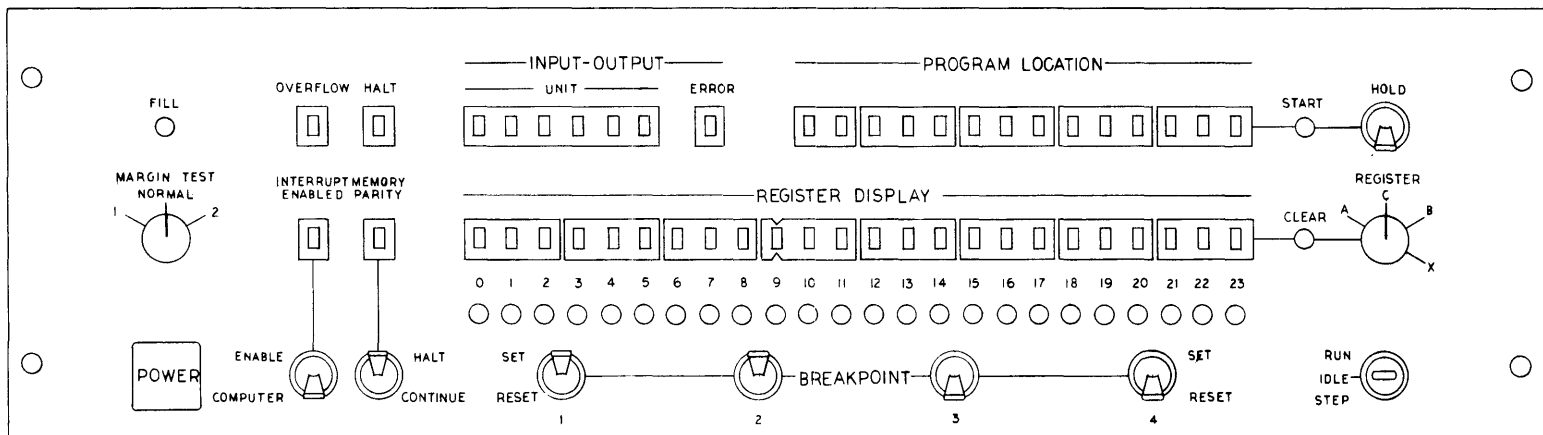 INPUT-OUTPUT
PROGRAM LOCATION
FILL
OVERFLOW HALT
UNIT
ERROR
START
HOLD
MARGIN TEST
NORMAL
1 2
INTERRUPT MEMORY
ENABLED PARITY
REGISTER DISPLAY
REGISTER
A C B X
CLEAR
0 1 2 3 4 5 6 7 8 9 10 11 12 13 14 15 16 17 18 19 20 21 22 23
POWER
ENABLE
COMPUTER
HALT
CONTINUE
SET
RESET
BREAKPOINT
SET
RESET
1 2 3 4
RUN
IDLE
STEP